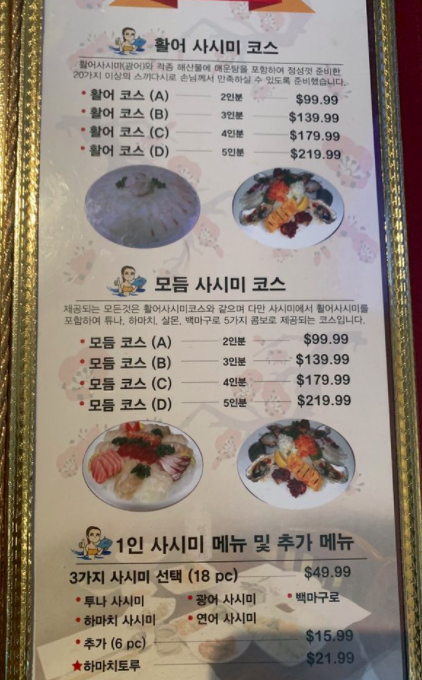 활어 사시미 코스
활어사시미(광어)와 각종 해산물에 매운탕을 포함하여 정성껏 준비한
20가지 이상의 스끼다시로 손님께서 만족하실 수 있도록 준비했습니다.
* 활어 코스 (A) 2인분 $99.99
* 활어 코스 (B) 3인분 $139.99
* 활어 코스 (C) 4인분 $179.99
* 활어 코스 (D) 5인분 $219.99
모듬 사시미 코스
제공되는 모든것은 활어사시미코스와 같으며 다만 사시미에서 활어사시미를
포함하여 튜나, 하마치, 살몬, 백마구로 5가지 콤보로 제공되는 코스입니다.
* 모듬 코스 (A) 2인분 $99.99
* 모듬 코스 (B) 3인분 $139.99
* 모듬 코스 (C) 4인분 $179.99
* 모듬 코스 (D) 5인분 $219.99
1인 사시미 메뉴 및 추가 메뉴
3가지 사시미 선택 (18 pc) $49.99
* 투나 사시미 * 광어 사시미 * 백마구로
* 하마치 사시미 * 연어 사시미
* 추가 (6 pc) $15.99
★하마치토루 $21.99